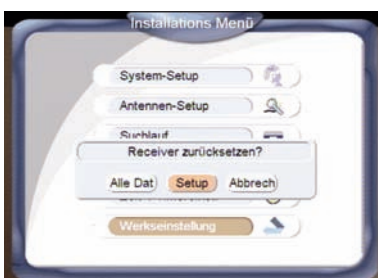 Installations Menü
System-Setup
Antennen-Setup
Suchlauf
Receiver zurücksetzen?
Alle Dat
Setup
Abbrech
Werkseinstellung